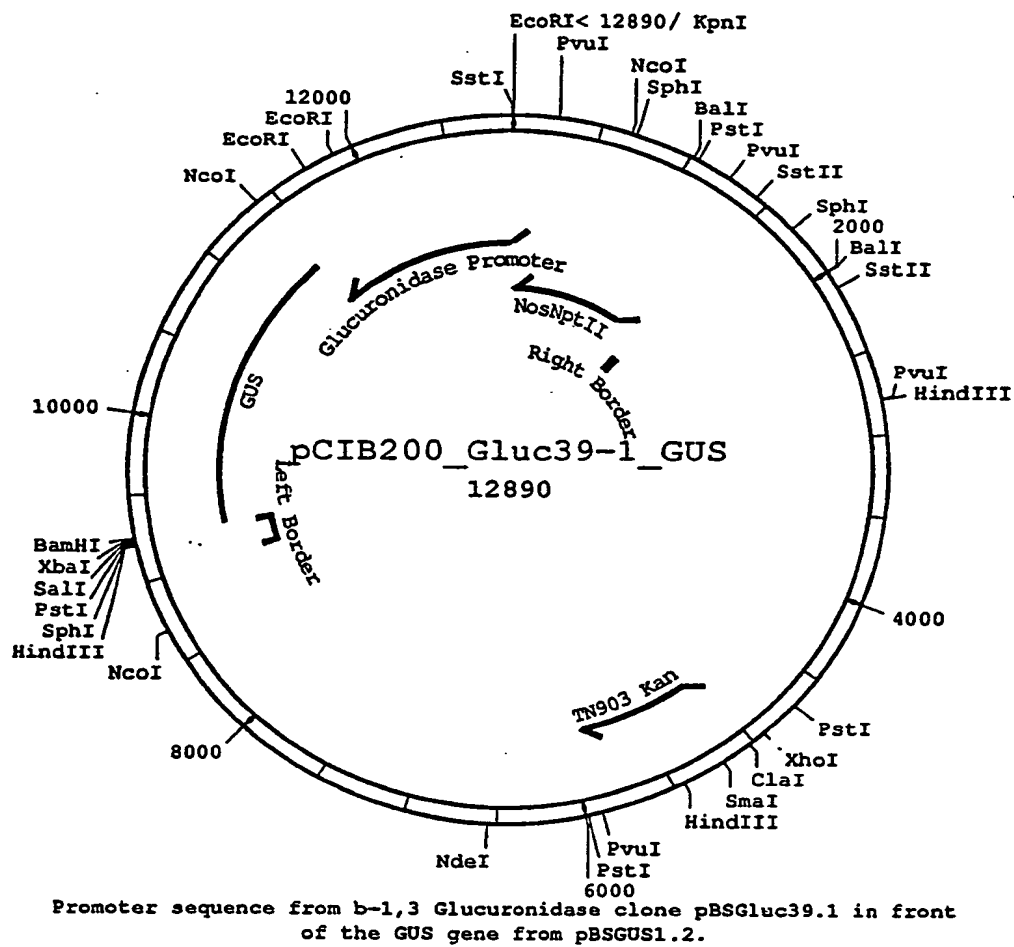 EcoRI< 12890/ KpnI
PvuI
SstI
NcoI
SphI
12000
BalI
EcoRI
PstI
EcoRI
PvuI
NcoI
SstII
SphI
2000
BalI
SstII
Glucuronidase Promoter
NosNptII
Right Border
PvuI
HindIII
GUS
10000
pCIB200_Gluc39-1_GUS
12890
Left Border
BamHI
XbaI
SalI
PstI
SphI
HindIII
NcoI
4000
TN903 Kan
PstI
8000
XhoI
ClaI
SmaI
HindIII
PvuI
NdeI
PstI
6000
Promoter sequence from b-1,3 Glucuronidase clone pBSGluc39.1 in front
of the GUS gene from pBSGUS1.2.